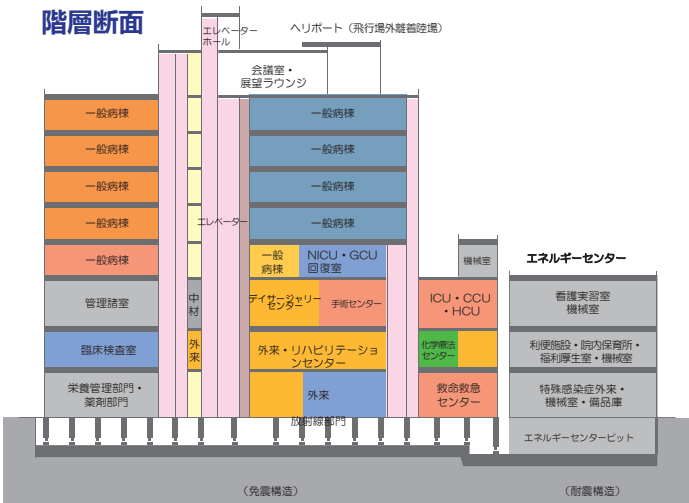 階層断面
エレベーター
ホール
ヘリポート（飛行場外離着陸場）
会議室・
展望ラウンジ
一般病棟
一般病棟
一般病棟
一般病棟
一般病棟
一般病棟
エレベーター
一般病棟
一般病棟
一般病棟
一般
病棟
NICU・GCU
回復室
機械室
エネルギーセンター
管理諸室
中
材
デイサージャリー
センター
手術センター
ICU・CCU
・HCU
看護実習室
機械室
臨床検査室
外
来
外来・リハビリテーショ
ンセンター
化学療法
センター
利便施設・院内保育所・
福利厚生室・機械室
栄養管理部門・
薬剤部門
外来
放射線部門
救命救急
センター
特殊感染症外来・
機械室・備品庫
エネルギーセンターピット
（免震構造）
（耐震構造）